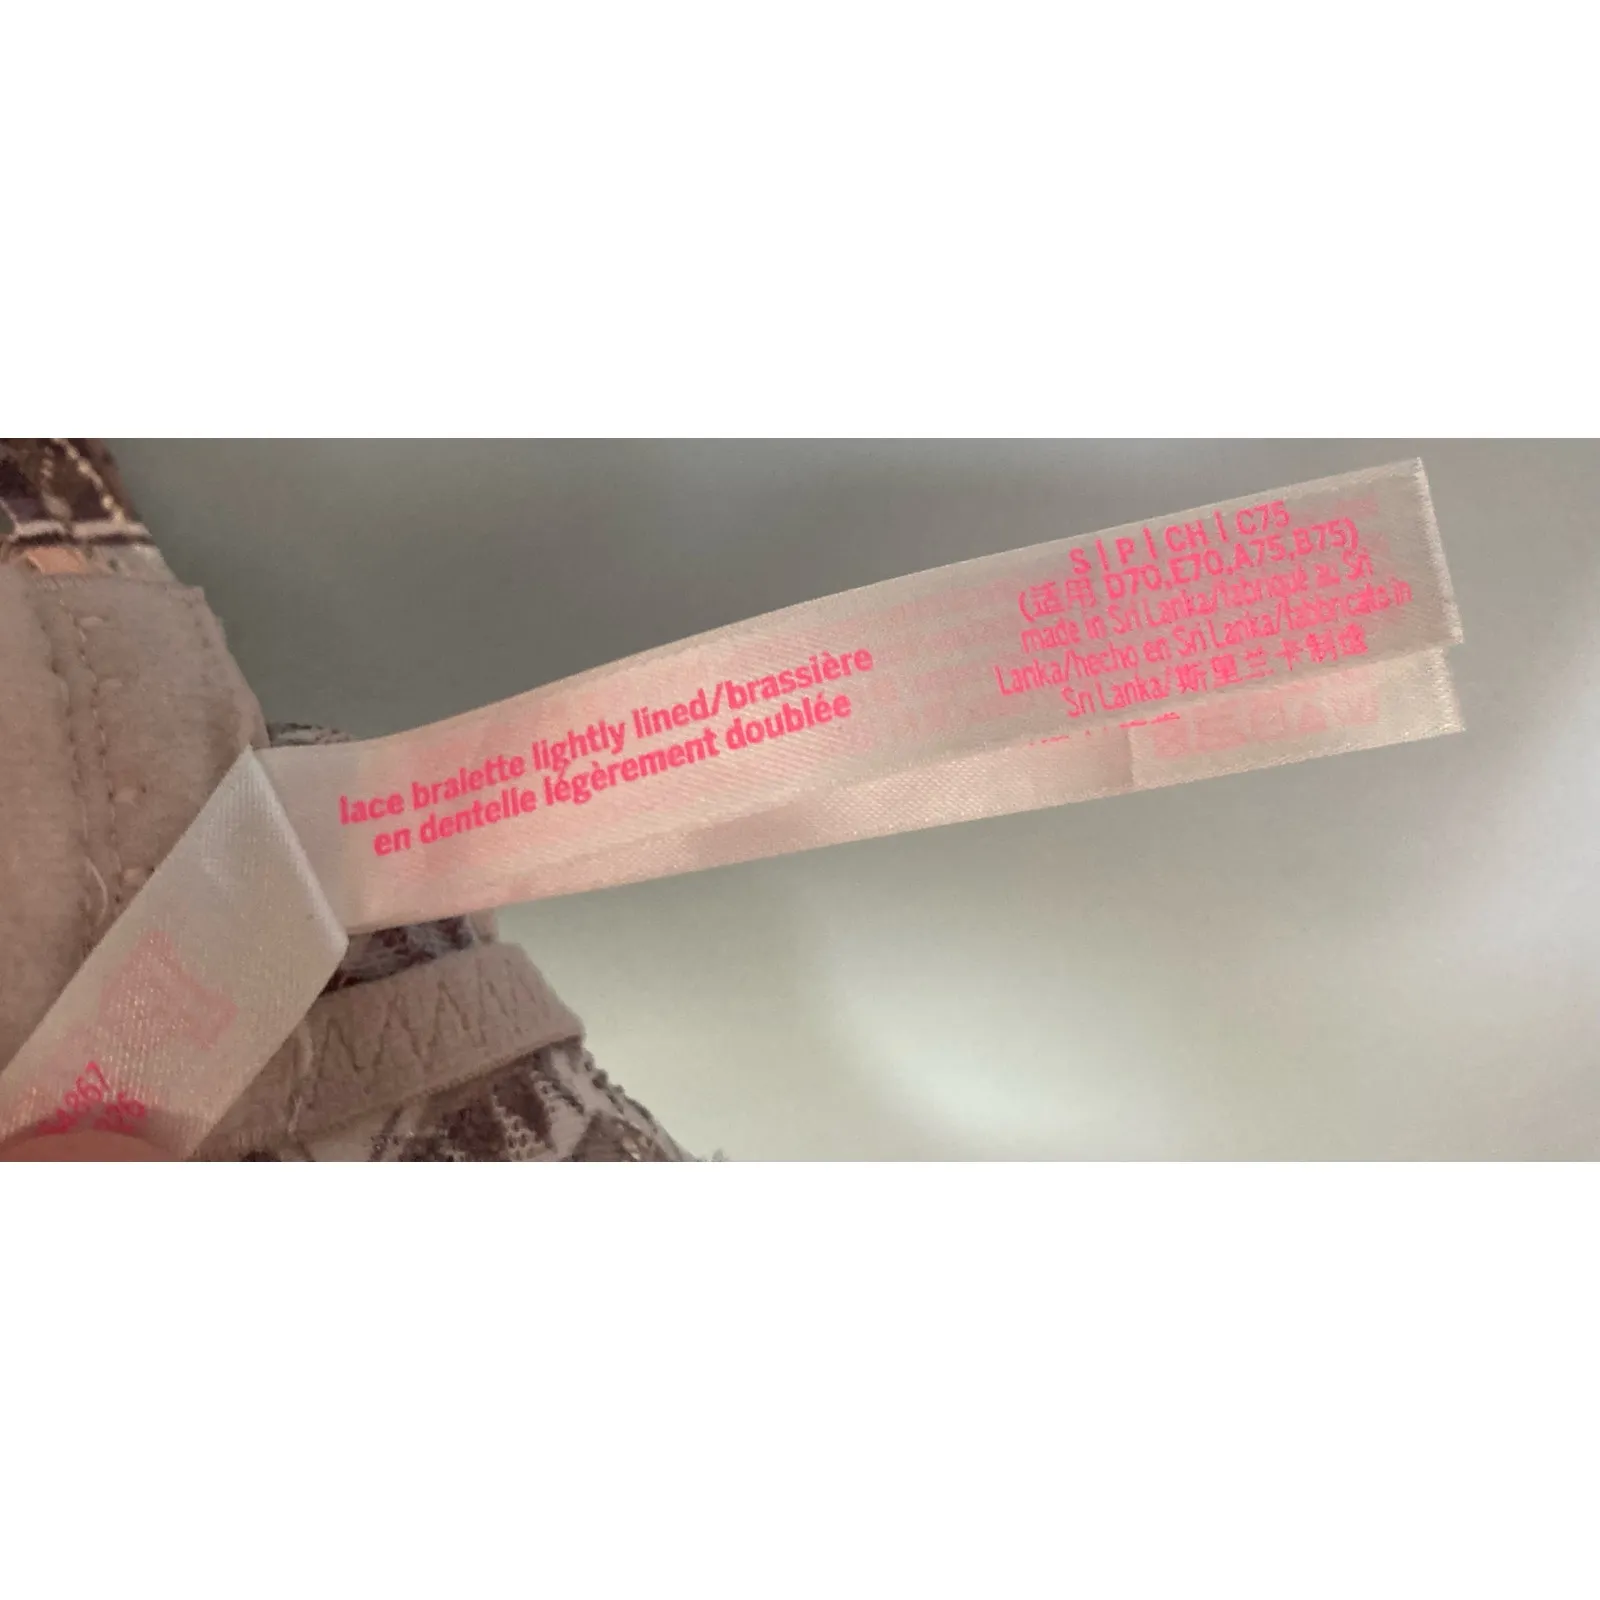 lace bralette lightly lined/brassière
en dentelle légèrement doublée
S | P | CH | C75
(适用 D70,E70,A75,B75)
made in Sri Lanka/fabriqué au Sri
Lanka/hecho en Sri Lanka/fabbricato in
Sri Lanka/斯里兰卡制造